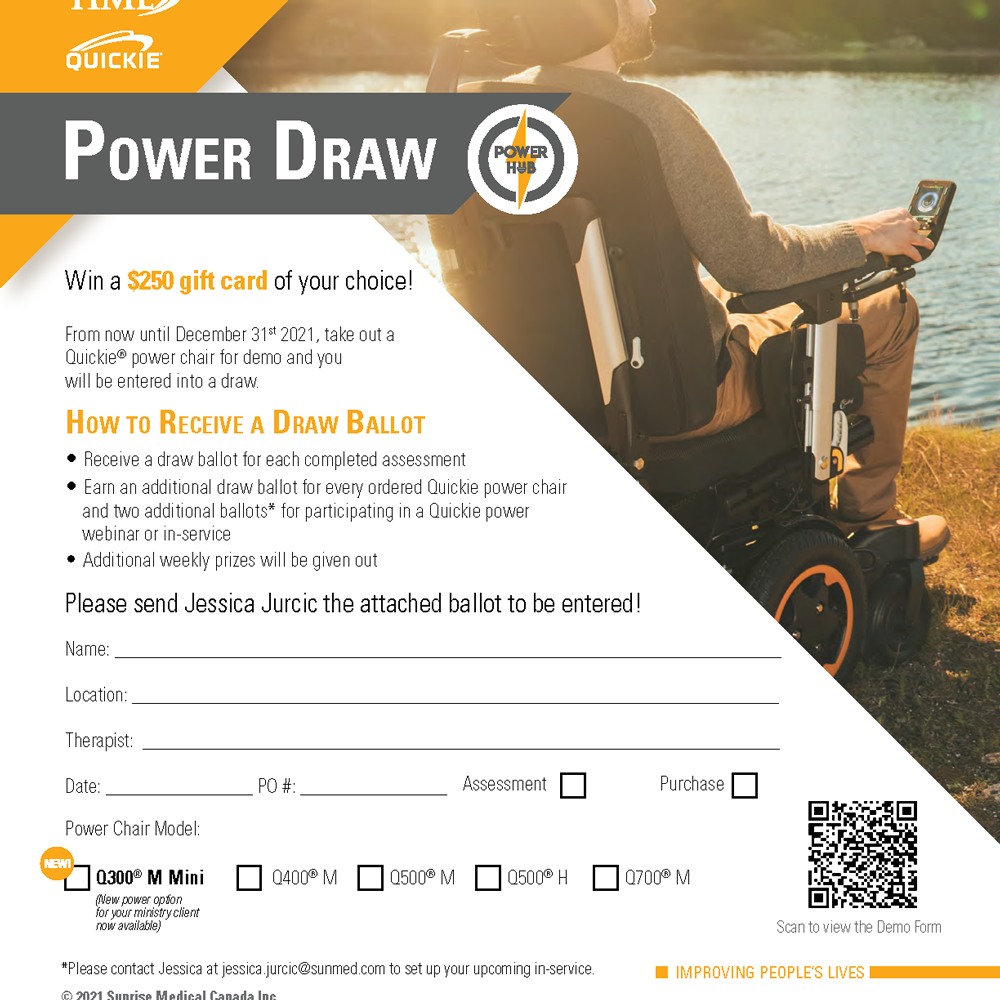 QUICKIE
POWER DRAW
POWER
HUB
Win a $250 gift card of your choice!
From now until December 31st 2021, take out a
Quickie® power chair for demo and you
will be entered into a draw.
HOW TO RECEIVE A DRAW BALLOT
• Receive a draw ballot for each completed assessment
• Earn an additional draw ballot for every ordered Quickie power chair
and two additional ballots* for participating in a Quickie power
webinar or in-service
• Additional weekly prizes will be given out
Please send Jessica Jurcic the attached ballot to be entered!
Name:
Location:
Therapist:
Date: PO #: Assessment Purchase
Power Chair Model:
NEW!
Q300® M Mini Q400® M Q500® M Q500® H Q700® M
(New power option
for your ministry client
now available)
Scan to view the Demo Form
*Please contact Jessica at jessica.jurcic@sunmed.com to set up your upcoming in-service.
IMPROVING PEOPLE'S LIVES
© 2021 Sunrise Medical Canada Inc.